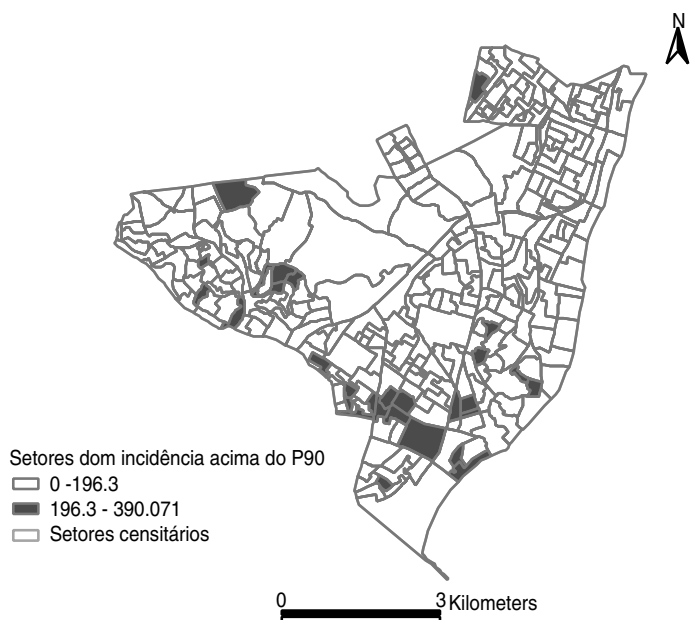 N
Setores dom incidência acima do P90
0 -196.3
196.3 - 390.071
Setores censitários
0 3 Kilometers